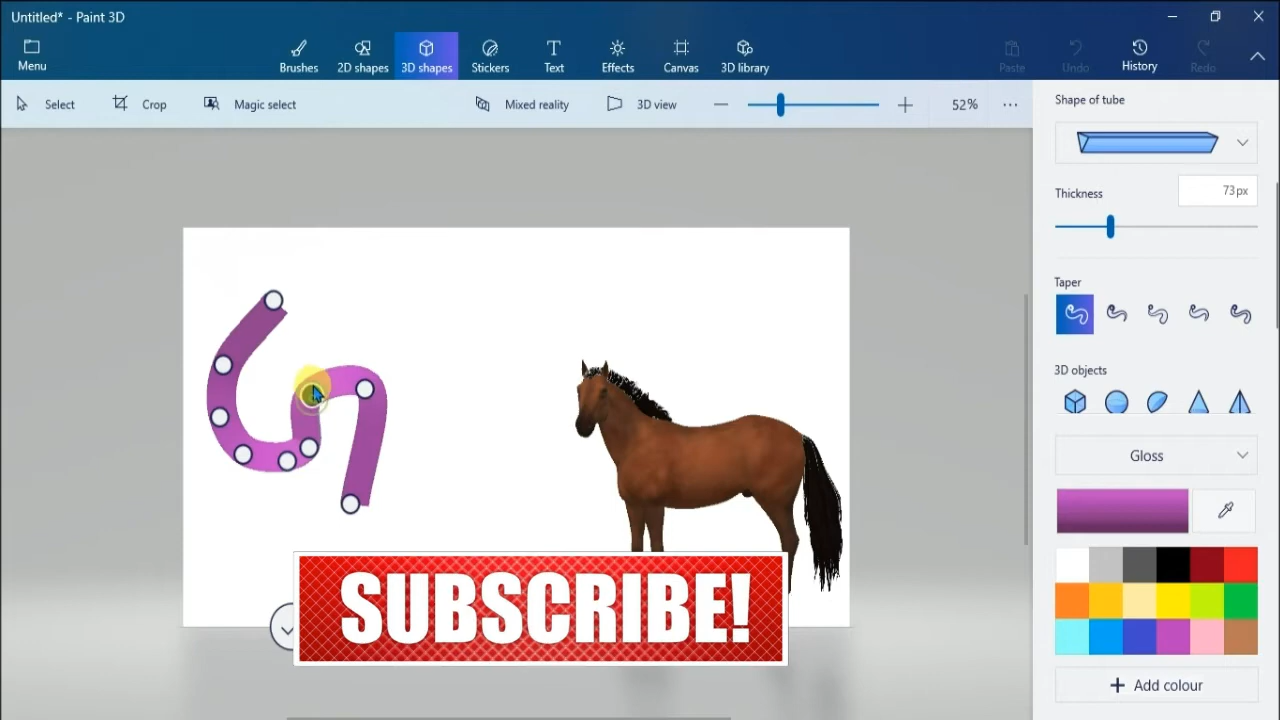 Untitled* - Paint 3D
Menu
Brushes
2D shapes
3D shapes
Stickers
Text
Effects
Canvas
3D library
Paste
Undo
History
Redo
Select
Crop
Magic select
Mixed reality
3D view
52%
Shape of tube
Thickness
73px
Taper
3D objects
Gloss
Add colour
SUBSCRIBE!